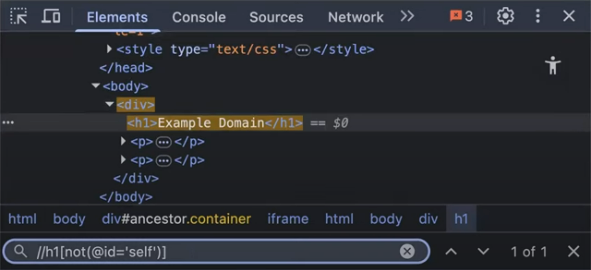 Elements Console Sources Network 3
<style type="text/css"> </style>
</head>
<body>
<div>
<h1>Example Domain</h1> == $0
<p> </p>
<p> </p>
</div>
</body>
html body div#ancestor.container iframe html body div h1
//h1[not(@id='self')] 1 of 1